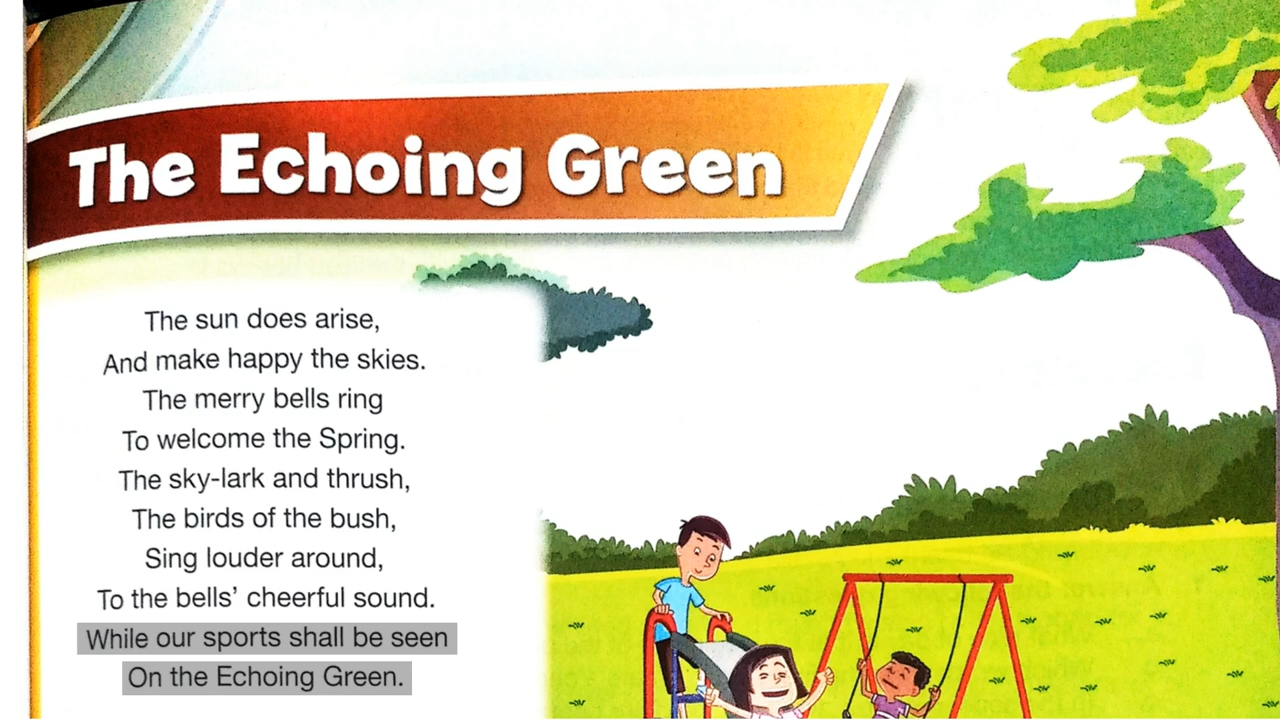 The Echoing Green
The sun does arise,
And make happy the skies.
The merry bells ring
To welcome the Spring.
The sky-lark and thrush,
The birds of the bush,
Sing louder around,
To the bells’ cheerful sound.
While our sports shall be seen
On the Echoing Green.